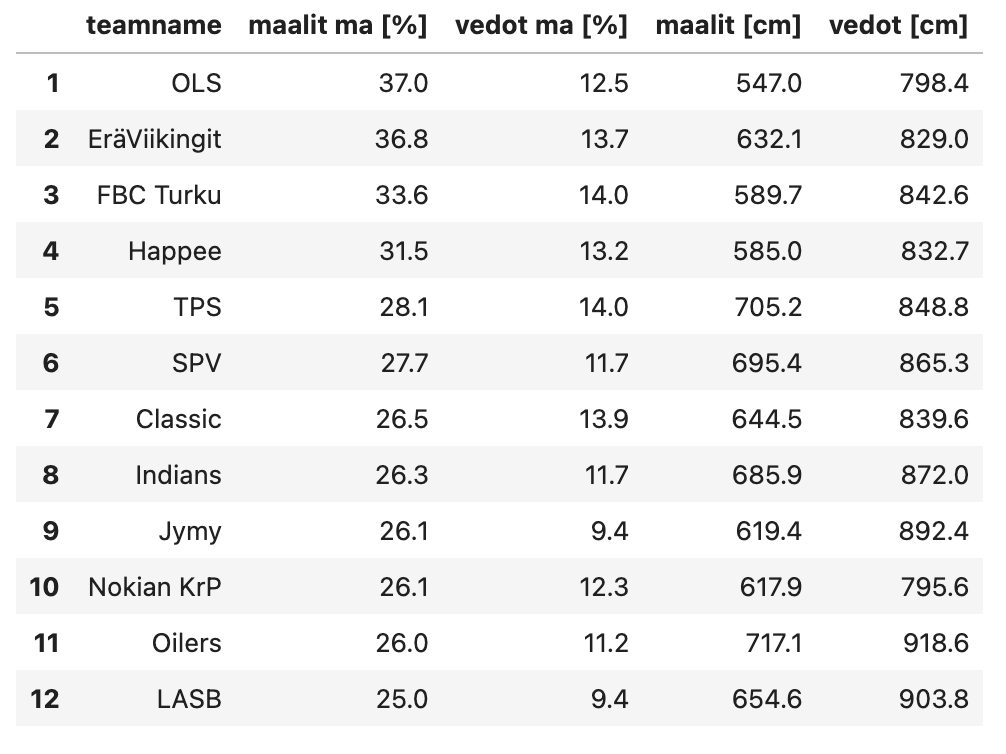 teamname maalit ma [%] vedot ma [%] maalit [cm] vedot [cm]
1 OLS 37.0 12.5 547.0 798.4
2 EräViikingit 36.8 13.7 632.1 829.0
3 FBC Turku 33.6 14.0 589.7 842.6
4 Happee 31.5 13.2 585.0 832.7
5 TPS 28.1 14.0 705.2 848.8
6 SPV 27.7 11.7 695.4 865.3
7 Classic 26.5 13.9 644.5 839.6
8 Indians 26.3 11.7 685.9 872.0
9 Jymy 26.1 9.4 619.4 892.4
10 Nokian KrP 26.1 12.3 617.9 795.6
11 Oilers 26.0 11.2 717.1 918.6
12 LASB 25.0 9.4 654.6 903.8